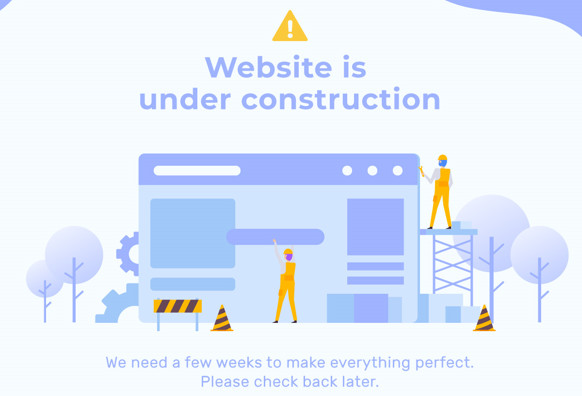 Website is
under construction
We need a few weeks to make everything perfect.
Please check back later.